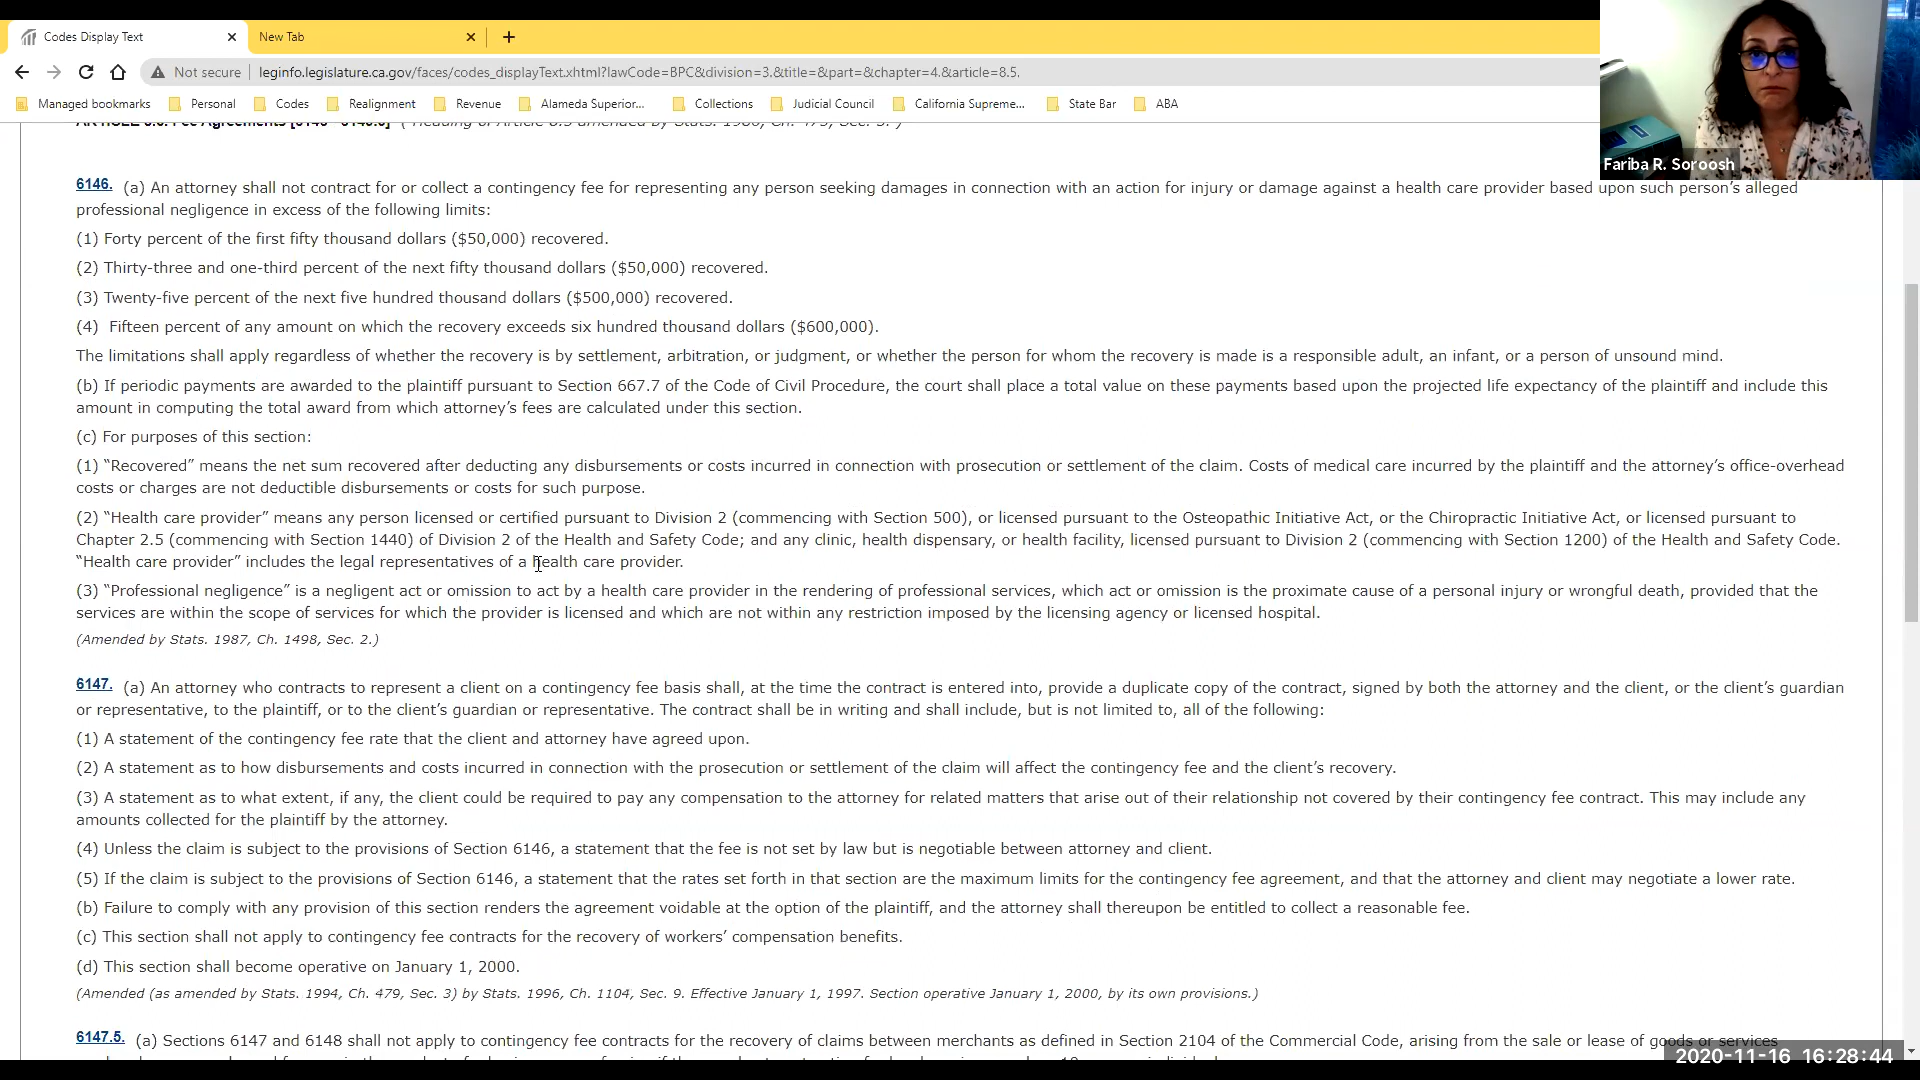 Codes Display Text
New Tab
Not secure leginfo.legislature.ca.gov/faces/codes_displayText.xhtml?lawCode=BPC&division=3.&title=&part=&chapter=4.&article=8.5.
Managed bookmarks Personal Codes Realignment Revenue Alameda Superior... Collections Judicial Council California Supreme... State Bar ABA
Fariba R. Soroosh
6146. (a) An attorney shall not contract for or collect a contingency fee for representing any person seeking damages in connection with an action for injury or damage against a health care provider based upon such person's alleged
professional negligence in excess of the following limits:
(1) Forty percent of the first fifty thousand dollars ($50,000) recovered.
(2) Thirty-three and one-third percent of the next fifty thousand dollars ($50,000) recovered.
(3) Twenty-five percent of the next five hundred thousand dollars ($500,000) recovered.
(4) Fifteen percent of any amount on which the recovery exceeds six hundred thousand dollars ($600,000).
The limitations shall apply regardless of whether the recovery is by settlement, arbitration, or judgment, or whether the person for whom the recovery is made is a responsible adult, an infant, or a person of unsound mind.
(b) If periodic payments are awarded to the plaintiff pursuant to Section 667.7 of the Code of Civil Procedure, the court shall place a total value on these payments based upon the projected life expectancy of the plaintiff and include this
amount in computing the total award from which attorney's fees are calculated under this section.
(c) For purposes of this section:
(1) “Recovered” means the net sum recovered after deducting any disbursements or costs incurred in connection with prosecution or settlement of the claim. Costs of medical care incurred by the plaintiff and the attorney's office-overhead
costs or charges are not deductible disbursements or costs for such purpose.
(2) “Health care provider” means any person licensed or certified pursuant to Division 2 (commencing with Section 500), or licensed pursuant to the Osteopathic Initiative Act, or the Chiropractic Initiative Act, or licensed pursuant to
Chapter 2.5 (commencing with Section 1440) of Division 2 of the Health and Safety Code; and any clinic, health dispensary, or health facility, licensed pursuant to Division 2 (commencing with Section 1200) of the Health and Safety Code.
“Health care provider” includes the legal representatives of a health care provider.
(3) “Professional negligence” is a negligent act or omission to act by a health care provider in the rendering of professional services, which act or omission is the proximate cause of a personal injury or wrongful death, provided that the
services are within the scope of services for which the provider is licensed and which are not within any restriction imposed by the licensing agency or licensed hospital.
(Amended by Stats. 1987, Ch. 1498, Sec. 2.)
6147. (a) An attorney who contracts to represent a client on a contingency fee basis shall, at the time the contract is entered into, provide a duplicate copy of the contract, signed by both the attorney and the client, or the client's guardian
or representative, to the plaintiff, or to the client's guardian or representative. The contract shall be in writing and shall include, but is not limited to, all of the following:
(1) A statement of the contingency fee rate that the client and attorney have agreed upon.
(2) A statement as to how disbursements and costs incurred in connection with the prosecution or settlement of the claim will affect the contingency fee and the client's recovery.
(3) A statement as to what extent, if any, the client could be required to pay any compensation to the attorney for related matters that arise out of their relationship not covered by their contingency fee contract. This may include any
amounts collected for the plaintiff by the attorney.
(4) Unless the claim is subject to the provisions of Section 6146, a statement that the fee is not set by law but is negotiable between attorney and client.
(5) If the claim is subject to the provisions of Section 6146, a statement that the rates set forth in that section are the maximum limits for the contingency fee agreement, and that the attorney and client may negotiate a lower rate.
(b) Failure to comply with any provision of this section renders the agreement voidable at the option of the plaintiff, and the attorney shall thereupon be entitled to collect a reasonable fee.
(c) This section shall not apply to contingency fee contracts for the recovery of workers' compensation benefits.
(d) This section shall become operative on January 1, 2000.
(Amended (as amended by Stats. 1994, Ch. 479, Sec. 3) by Stats. 1996, Ch. 1104, Sec. 9. Effective January 1, 1997. Section operative January 1, 2000, by its own provisions.)
6147.5. (a) Sections 6147 and 6148 shall not apply to contingency fee contracts for the recovery of claims between merchants as defined in Section 2104 of the Commercial Code, arising from the sale or lease of goods or services
2020-11-16 16:28:44